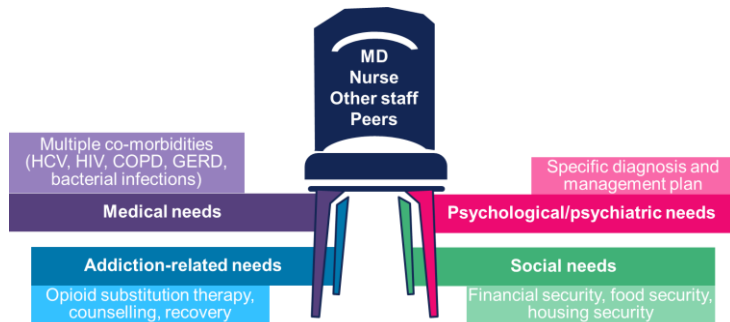 MD
Nurse
Other staff
Peers
Multiple co-morbidities
(HCV, HIV, COPD, GERD,
bacterial infections)
Medical needs
Specific diagnosis and
management plan
Psychological/psychiatric needs
Addiction-related needs
Opioid substitution therapy,
counselling, recovery
Social needs
Financial security, food security,
housing security